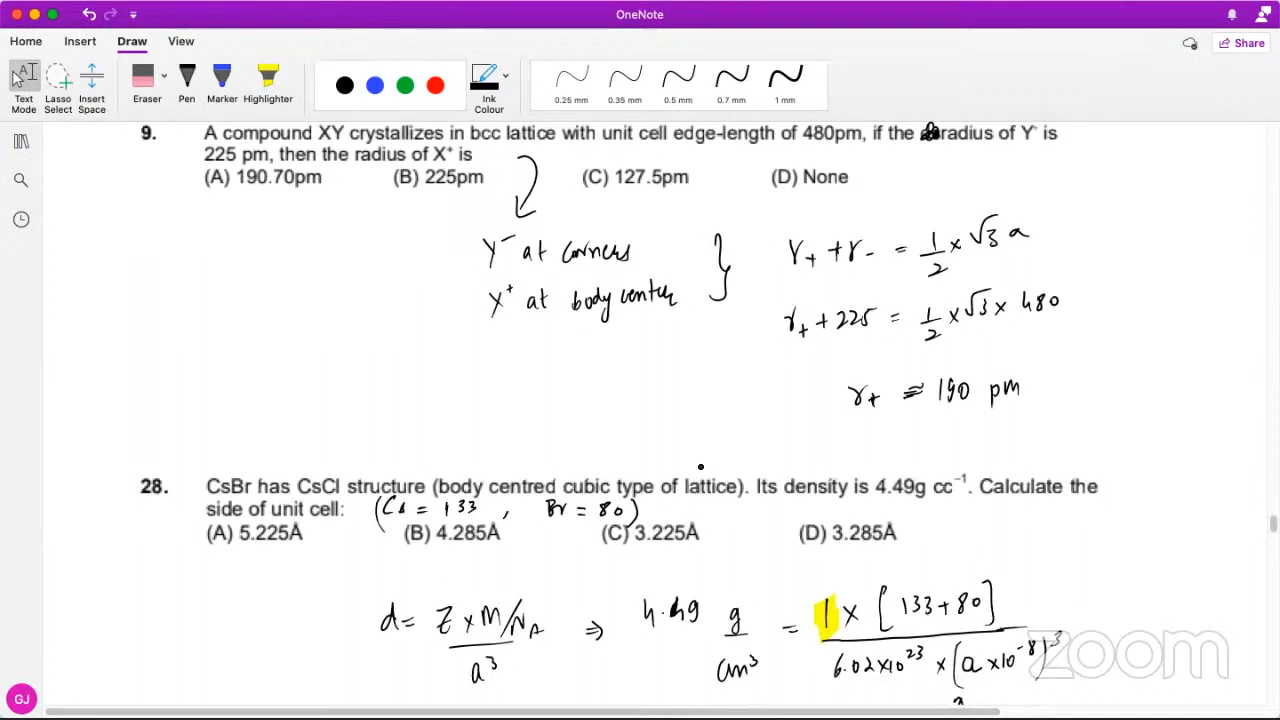 OneNote
Home Insert Draw View
Share
Text Mode
Lasso Select
Insert Space
Eraser
Pen
Marker
Highlighter
Ink Colour
0.25 mm 0.35 mm 0.5 mm 0.7 mm 1 mm
9. A compound XY crystallizes in bcc lattice with unit cell edge-length of 480pm, if the radius of Y⁻ is
225 pm, then the radius of X⁺ is
(A) 190.70pm (B) 225pm (C) 127.5pm (D) None
Y⁻ at corners
X⁺ at body center
r₊ + r₋ = 1/2 × √3 a
r₊ + 225 = 1/2 × √3 × 480
r₊ ≈ 190 pm
28. CsBr has CsCl structure (body centred cubic type of lattice). Its density is 4.49g cc⁻¹. Calculate the
side of unit cell: (Cs = 133, Br = 80)
(A) 5.225Å (B) 4.285Å (C) 3.225Å (D) 3.285Å
d = Z × M/N_A / a³ ⇒ 4.49 g/cm³ = 1 × [133+80] / 6.02×10²³ × (a×10⁻⁸)³
zoom
GJ